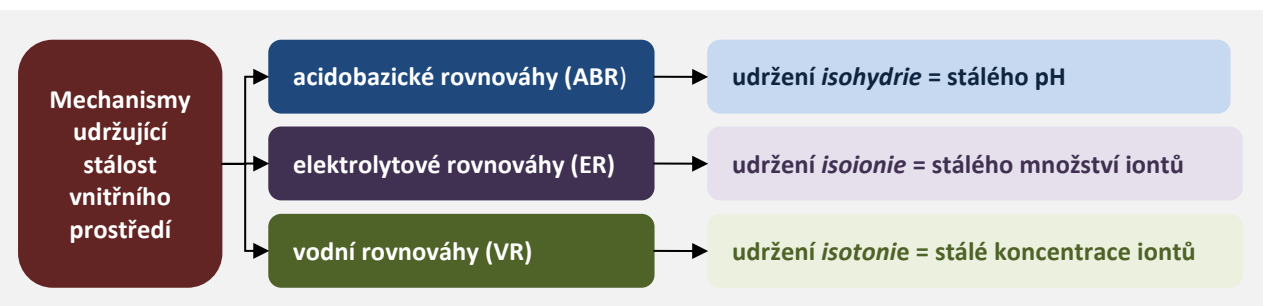 Mechanismy
udržující
stálost
vnitřního
prostředí
acidobazické rovnováhy (ABR)
udržení isohydrie = stálého pH
elektrolytové rovnováhy (ER)
udržení isoionie = stálého množství iontů
vodní rovnováhy (VR)
udržení isotonie = stálé koncentrace iontů